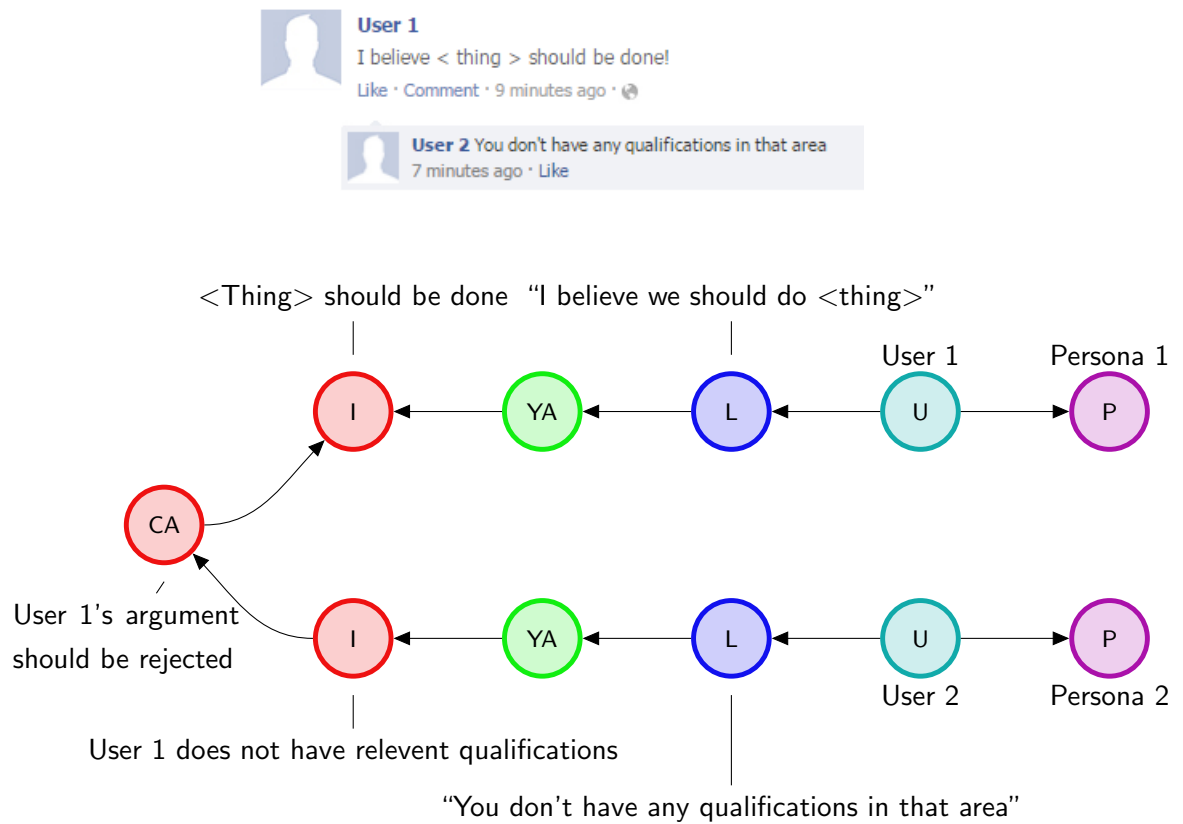 User 1
I believe < thing > should be done!
Like · Comment · 9 minutes ago ·
User 2 You don't have any qualifications in that area
7 minutes ago · Like
<Thing> should be done “I believe we should do <thing>”
User 1 Persona 1
I YA L U P
CA
User 1's argument
should be rejected
I YA L U P
User 2 Persona 2
User 1 does not have relevent qualifications
“You don't have any qualifications in that area”